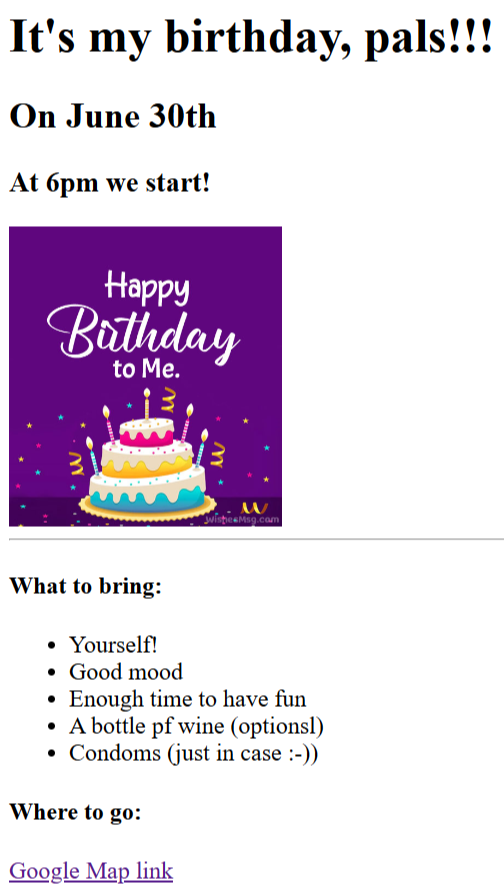 It's my birthday, pals!!!
On June 30th
At 6pm we start!
Happy
Birthday
to Me.
WishesMsg.com
What to bring:
Yourself!
Good mood
Enough time to have fun
A bottle pf wine (optionsl)
Condoms (just in case :-))
Where to go:
Google Map link